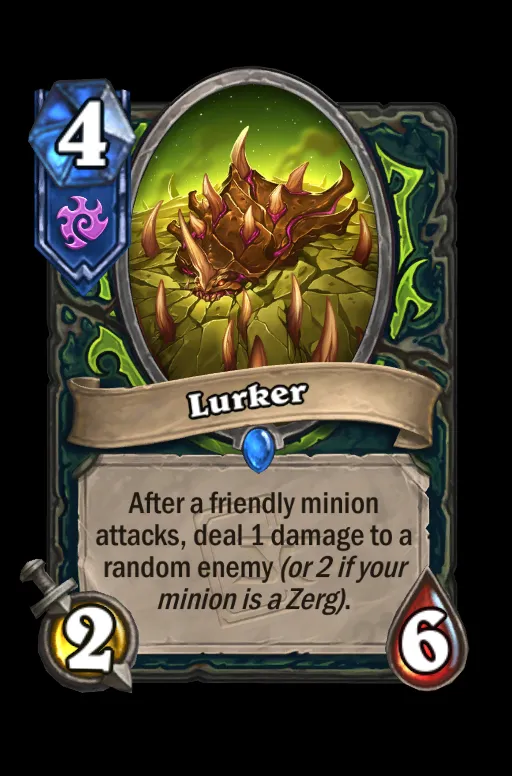 4
Lurker
After a friendly minion
attacks, deal 1 damage to a
random enemy (or 2 if your
minion is a Zerg).
2
6